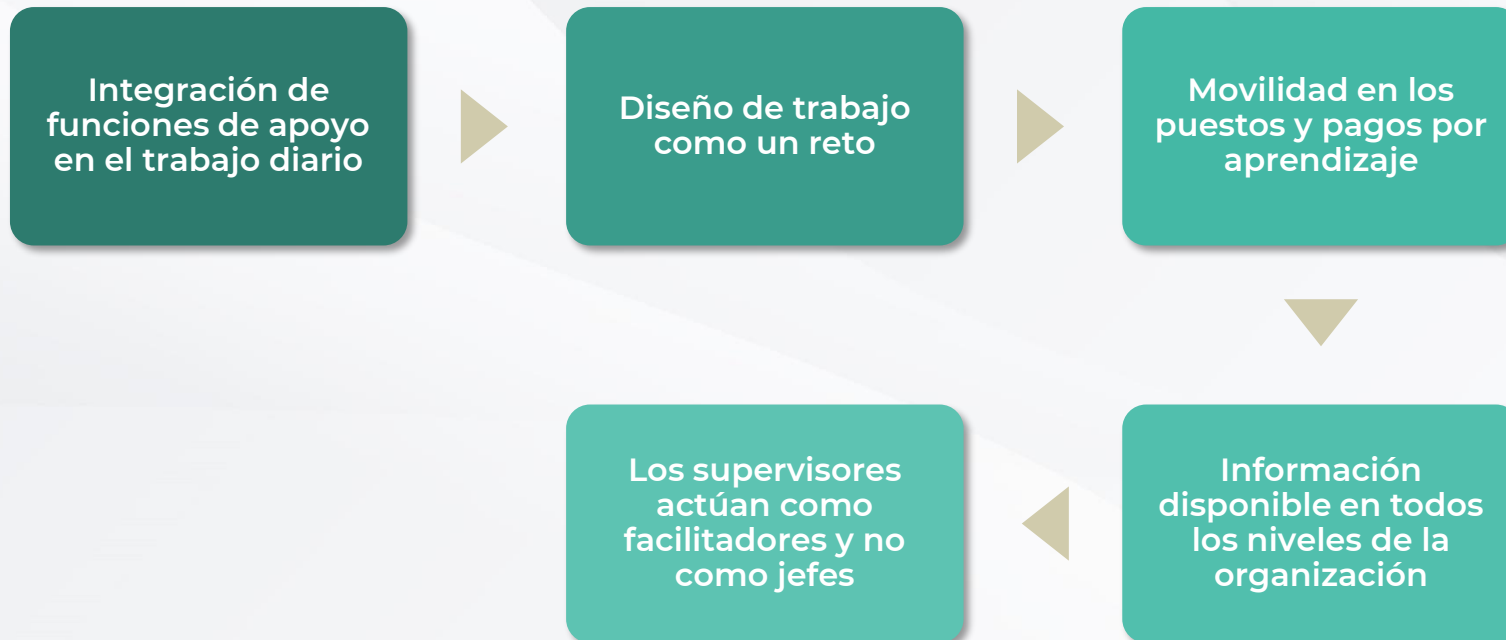 Integración de
funciones de apoyo
en el trabajo diario
Diseño de trabajo
como un reto
Movilidad en los
puestos y pagos por
aprendizaje
Información
disponible en todos
los niveles de la
organización
Los supervisores
actúan como
facilitadores y no
como jefes